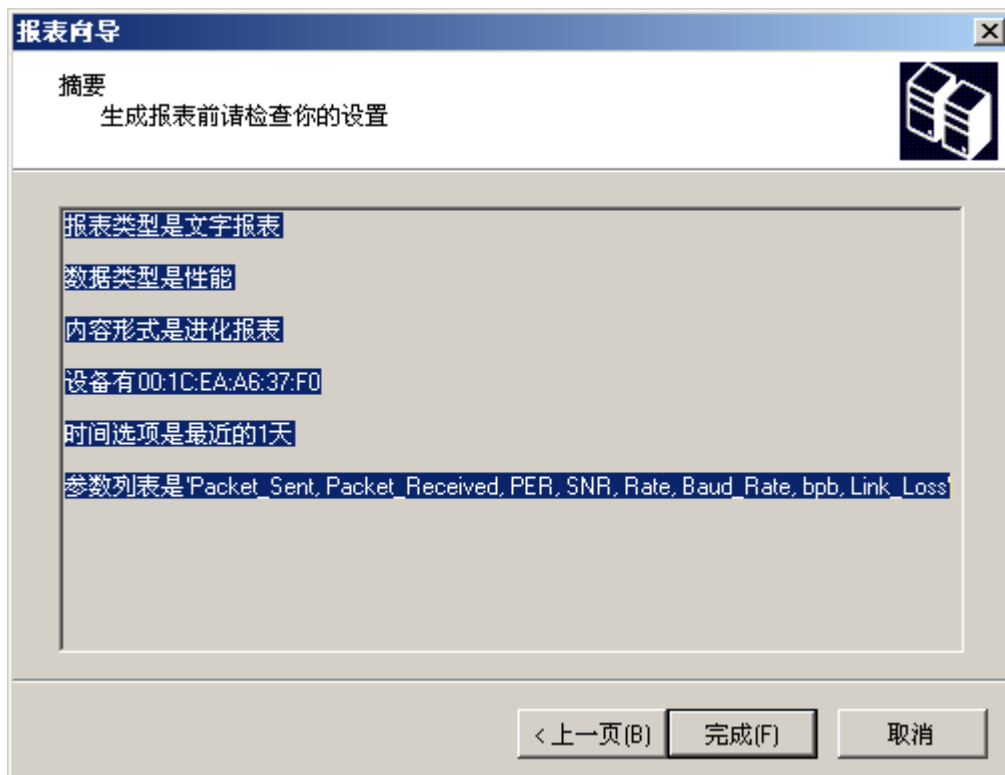 报表向导
摘要
生成报表前请检查你的设置
报表类型是文字报表
数据类型是性能
内容形式是进化报表
设备有00:1C:EA:A6:37:F0
时间选项是最近的1天
参数列表是'Packet_Sent, Packet_Received, PER, SNR, Rate, Baud_Rate, bpb, Link_Loss'
< 上一页(B) 完成(F) 取消